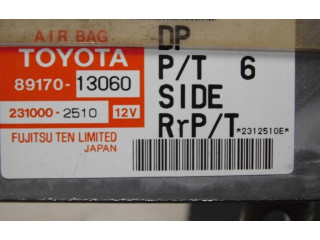 AIR BAG
TOYOTA
89170-13060
231000-2510 12V
FUJITSU TEN LIMITED
JAPAN
DP
P/T 6
SIDE
RrP/T
*2312510E*